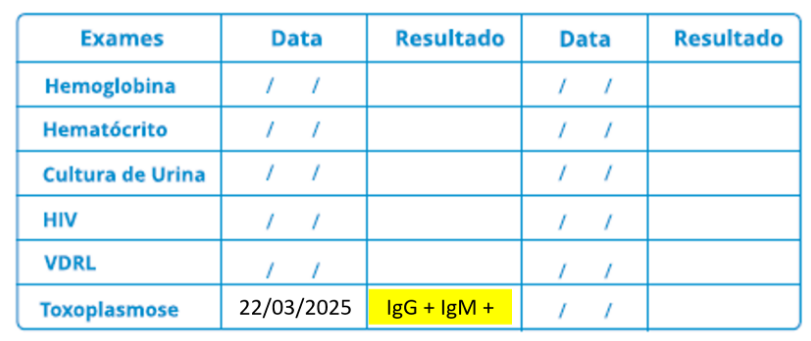 Exames Data Resultado Data Resultado
Hemoglobina / / / /
Hematócrito / / / /
Cultura de Urina / / / /
HIV / / / /
VDRL / / / /
Toxoplasmose 22/03/2025 IgG + IgM + / /